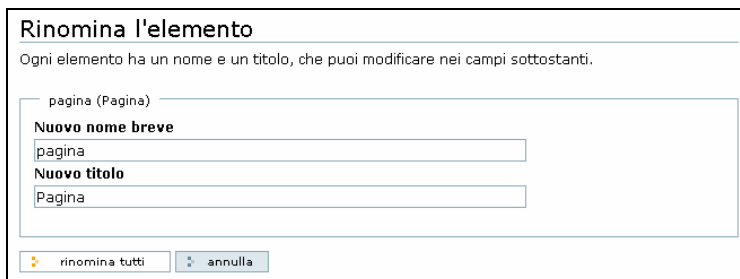 Rinomina l'elemento
Ogni elemento ha un nome e un titolo, che puoi modificare nei campi sottostanti.
pagina (Pagina)
Nuovo nome breve
pagina
Nuovo titolo
Pagina
rinomina tutti annulla